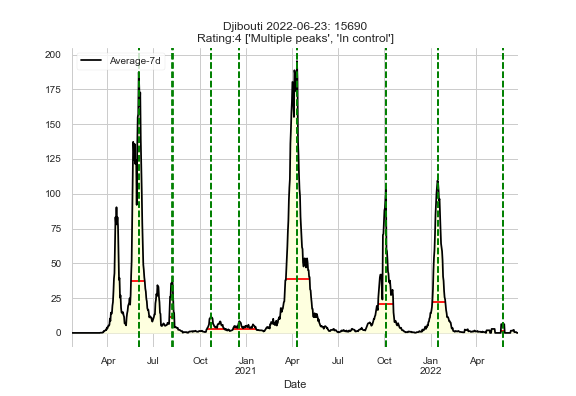 Djibouti 2022-06-23: 15690
Rating:4 ['Multiple peaks', 'In control']
Average-7d
200
175
150
125
100
75
50
25
0
Apr Jul Oct Jan Apr Jul Oct Jan Apr
2021 2022
Date